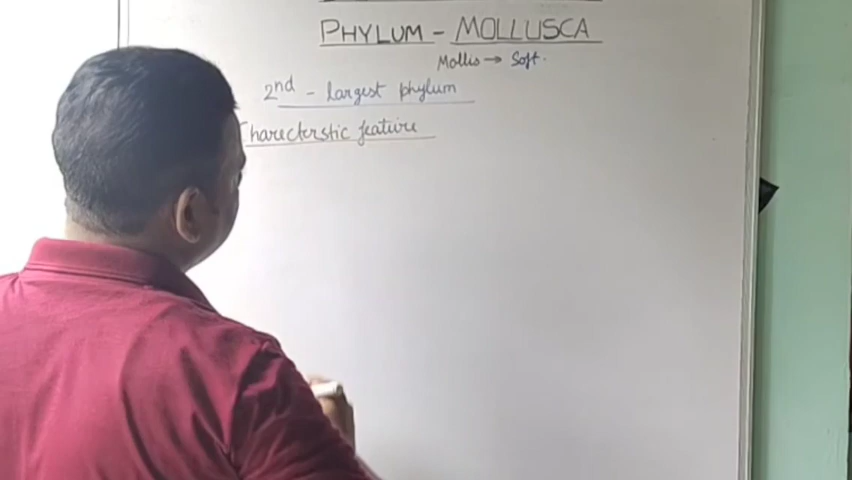 PHYLUM - MOLLUSCA
Mollis → Soft.
2nd - largest phylum
Charecterstic feature